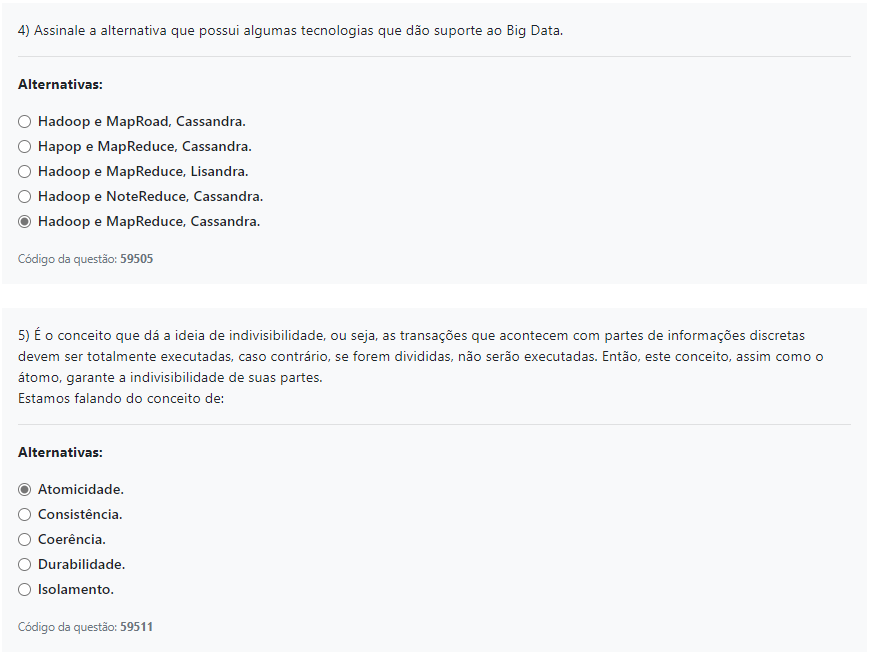 4) Assinale a alternativa que possui algumas tecnologias que dão suporte ao Big Data.
Alternativas:
Hadoop e MapRoad, Cassandra.
Hapop e MapReduce, Cassandra.
Hadoop e MapReduce, Lisandra.
Hadoop e NoteReduce, Cassandra.
Hadoop e MapReduce, Cassandra.
Código da questão: 59505
5) É o conceito que dá a ideia de indivisibilidade, ou seja, as transações que acontecem com partes de informações discretas
devem ser totalmente executadas, caso contrário, se forem divididas, não serão executadas. Então, este conceito, assim como o
átomo, garante a indivisibilidade de suas partes.
Estamos falando do conceito de:
Alternativas:
Atomicidade.
Consistência.
Coerência.
Durabilidade.
Isolamento.
Código da questão: 59511